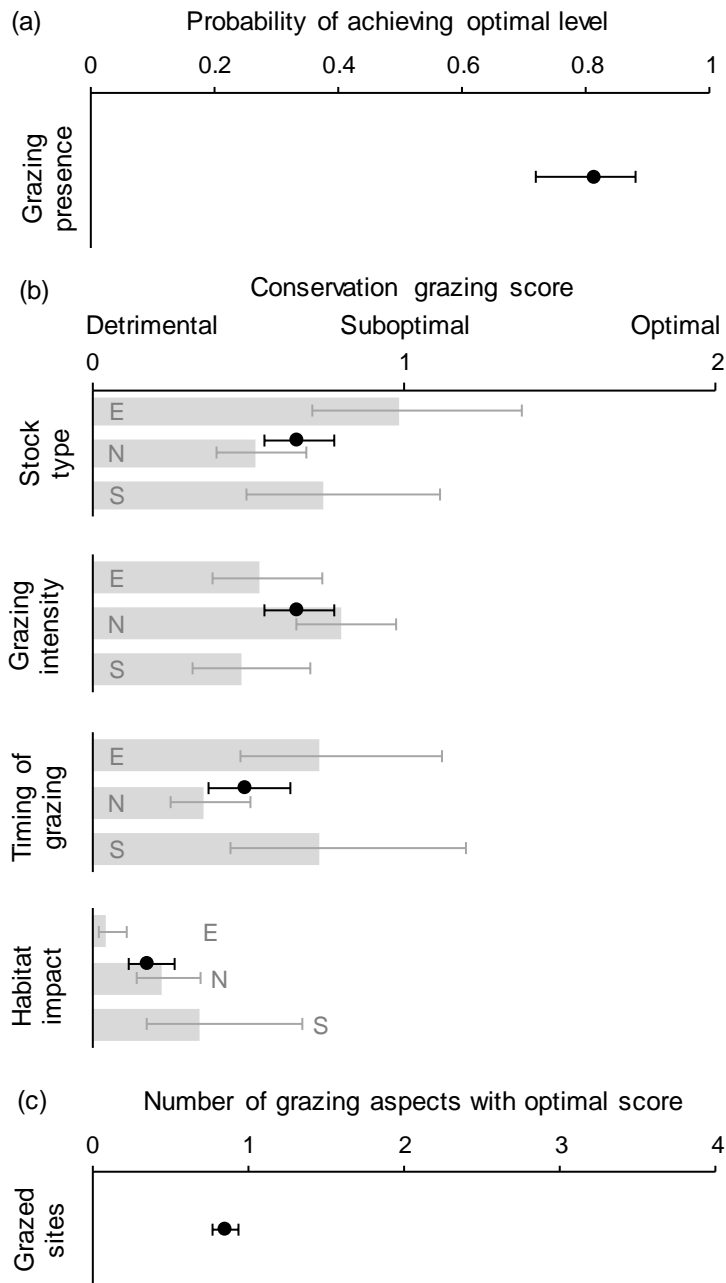 (a) Probability of achieving optimal level
0 0.2 0.4 0.6 0.8 1
Grazing
presence
(b) Conservation grazing score
Detrimental Suboptimal Optimal
0 1 2
Stock
type
E
N
S
Grazing
intensity
E
N
S
Timing of
grazing
E
N
S
Habitat
impact
E
N
S
(c) Number of grazing aspects with optimal score
0 1 2 3 4
Grazed
sites